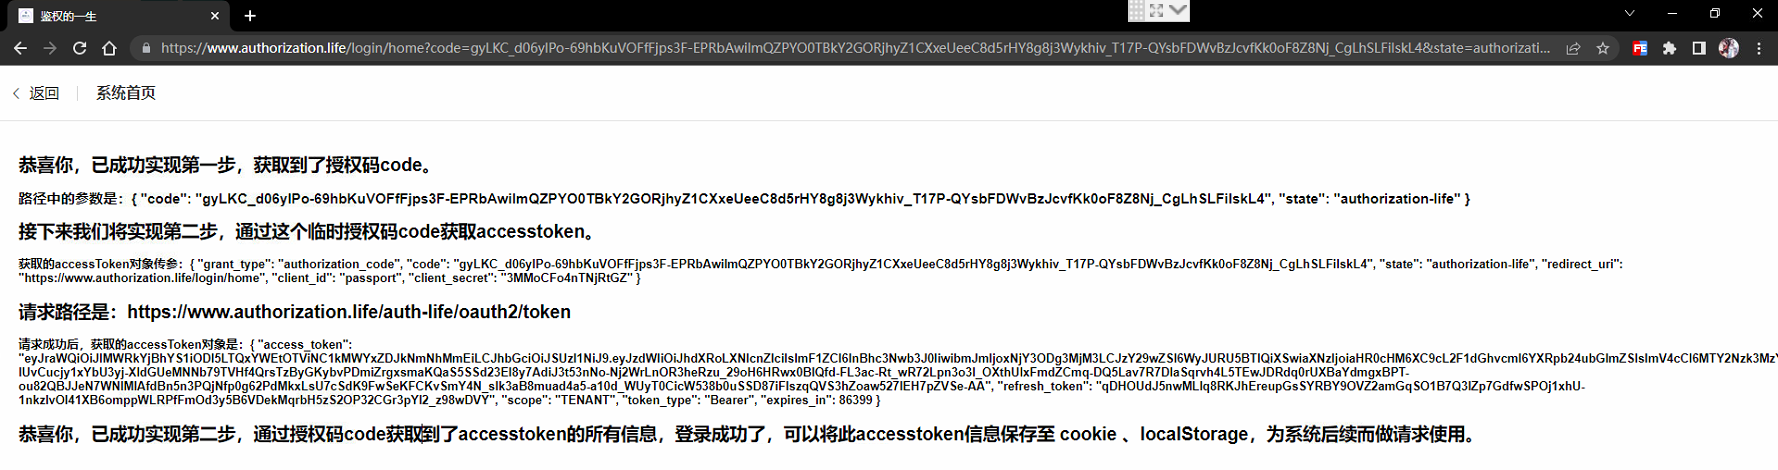 鉴权的一生
https://www.authorization.life/login/home?code=gyLKC_d06ylPo-69hbKuVOFfFjps3F-EPRbAwilmQZPYO0TBkY2GORjhyZ1CXxeUeeC8d5rHY8g8j3Wykhiv_T17P-QYsbFDWvBzJcvfKk0oF8Z8Nj_CgLhSLFilskL4&state=authorizati...
返回 系统首页
恭喜你，已成功实现第一步，获取到了授权码code。
路径中的参数是：{ "code": "gyLKC_d06ylPo-69hbKuVOFfFjps3F-EPRbAwilmQZPYO0TBkY2GORjhyZ1CXxeUeeC8d5rHY8g8j3Wykhiv_T17P-QYsbFDWvBzJcvfKk0oF8Z8Nj_CgLhSLFilskL4", "state": "authorization-life" }
接下来我们将实现第二步，通过这个临时授权码code获取accesstoken。
获取的accessToken对象传参：{ "grant_type": "authorization_code", "code": "gyLKC_d06ylPo-69hbKuVOFfFjps3F-EPRbAwilmQZPYO0TBkY2GORjhyZ1CXxeUeeC8d5rHY8g8j3Wykhiv_T17P-QYsbFDWvBzJcvfKk0oF8Z8Nj_CgLhSLFilskL4", "state": "authorization-life", "redirect_uri":
"https://www.authorization.life/login/home", "client_id": "passport", "client_secret": "3MMoCFo4nTNjRtGZ" }
请求路径是：https://www.authorization.life/auth-life/oauth2/token
请求成功后，获取的accessToken对象是：{ "access_token":
ou82QBJJeN7WNIMlAfdBn5n3PQjNfp0g62PdMkxLsU7cSdK9FwSeKFCKvSmY4N_slk3aB8muad4a5-a10d_WUyT0CicW538b0uSSD87iFlszqQVS3hZoaw527lEH7pZVSe-AA", "refresh_token": "qDHOUdJ5nwMLlq8RKJhEreupGsSYRBY9OVZ2amGqSO1B7Q3lZp7GdfwSPOj1xhU-
1nkzlvOl41XB6omppWLRPfFmOd3y5B6VDekMqrbH5zS2OP32CGr3pYl2_z98wDVY", "scope": "TENANT", "token_type": "Bearer", "expires_in": 86399 }
恭喜你，已成功实现第二步，通过授权码code获取到了accesstoken的所有信息，登录成功了，可以将此accesstoken信息保存至 cookie 、localStorage，为系统后续而做请求使用。